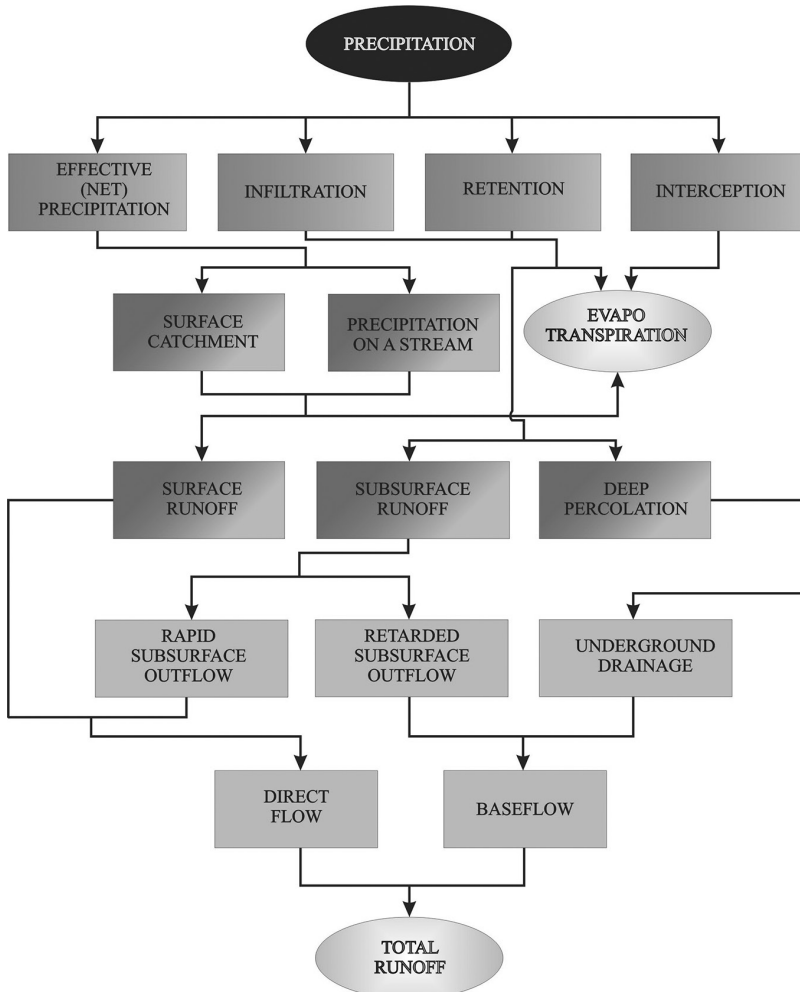 PRECIPITATION
EFFECTIVE
(NET)
PRECIPITATION
INFILTRATION
RETENTION
INTERCEPTION
SURFACE
CATCHMENT
PRECIPITATION
ON A STREAM
EVAPO
TRANSPIRATION
SURFACE
RUNOFF
SUBSURFACE
RUNOFF
DEEP
PERCOLATION
RAPID
SUBSURFACE
OUTFLOW
RETARDED
SUBSURFACE
OUTFLOW
UNDERGROUND
DRAINAGE
DIRECT
FLOW
BASEFLOW
TOTAL
RUNOFF